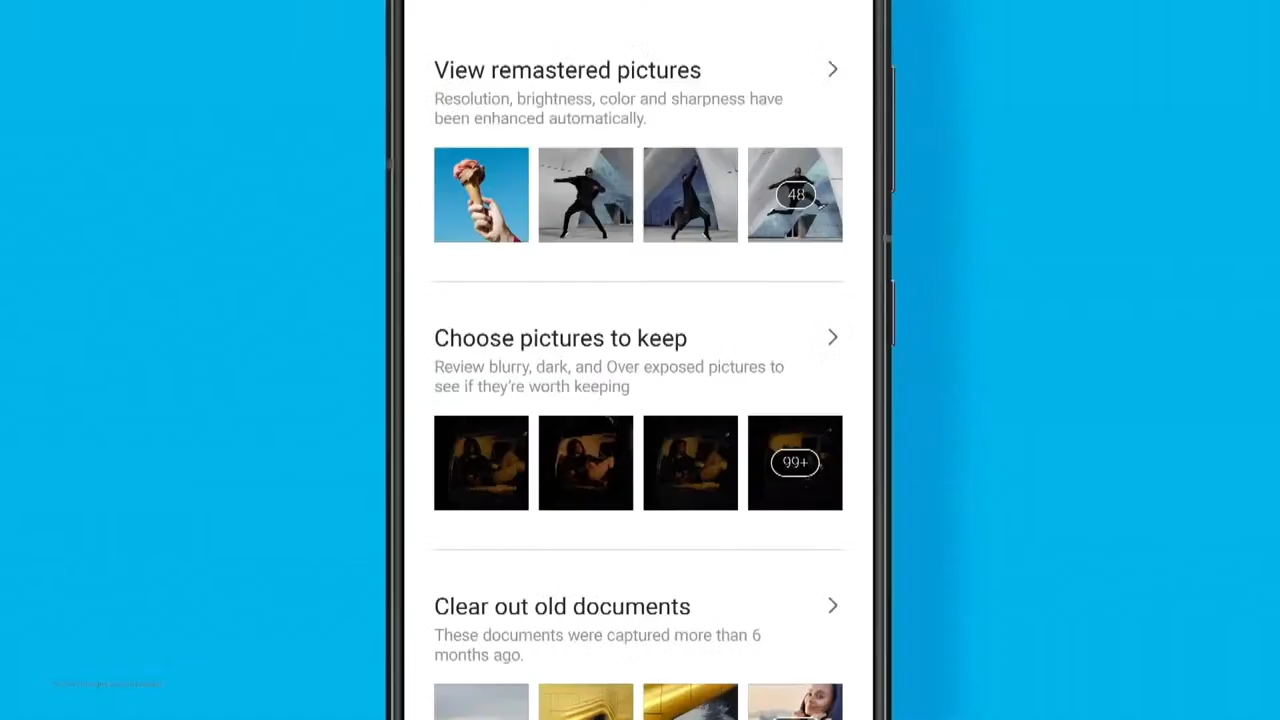 View remastered pictures
Resolution, brightness, color and sharpness have
been enhanced automatically.
48
Choose pictures to keep
Review blurry, dark, and Over exposed pictures to
see if they're worth keeping
99+
Clear out old documents
These documents were captured more than 6
months ago.